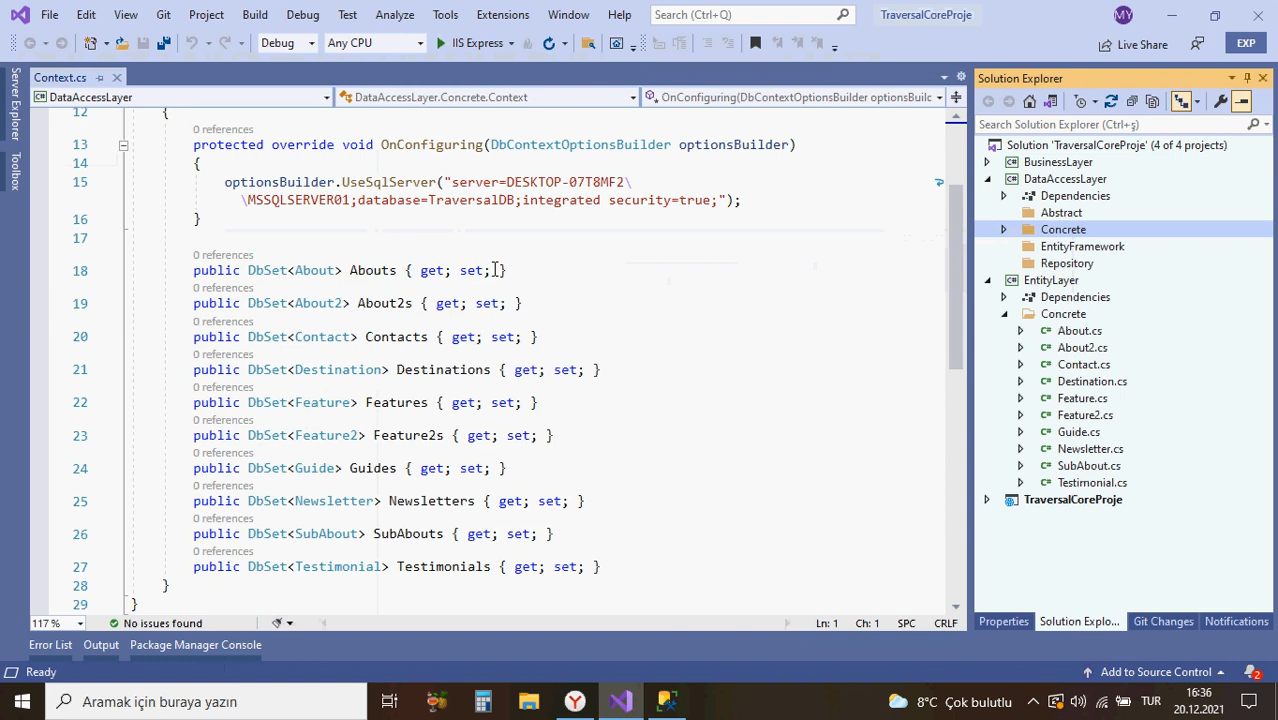 File Edit View Git Project Build Debug Test Analyze Tools Extensions Window Help Search (Ctrl+Q) TraversalCoreProje MY
Debug Any CPU IIS Express Live Share EXP
Server Explorer
Toolbox
Context.cs
DataAccessLayer DataAccessLayer.Concrete.Context OnConfiguring(DbContextOptionsBuilder optionsBuilc
12 {
0 references
13 protected override void OnConfiguring(DbContextOptionsBuilder optionsBuilder)
14 {
15 optionsBuilder.UseSqlServer("server=DESKTOP-07T8MF2\
\MSSQLSERVER01;database=TraversalDB;integrated security=true;");
16 }
17
0 references
18 public DbSet<About> Abouts { get; set; }
0 references
19 public DbSet<About2> About2s { get; set; }
0 references
20 public DbSet<Contact> Contacts { get; set; }
0 references
21 public DbSet<Destination> Destinations { get; set; }
0 references
22 public DbSet<Feature> Features { get; set; }
0 references
23 public DbSet<Feature2> Feature2s { get; set; }
0 references
24 public DbSet<Guide> Guides { get; set; }
0 references
25 public DbSet<Newsletter> Newsletters { get; set; }
0 references
26 public DbSet<SubAbout> SubAbouts { get; set; }
0 references
27 public DbSet<Testimonial> Testimonials { get; set; }
28 }
29 }
117 % No issues found Ln: 1 Ch: 1 SPC CRLF
Solution Explorer
Search Solution Explorer (Ctrl+ş)
Solution 'TraversalCoreProje' (4 of 4 projects)
BusinessLayer
DataAccessLayer
Dependencies
Abstract
Concrete
EntityFramework
Repository
EntityLayer
Dependencies
Concrete
C# About.cs
C# About2.cs
C# Contact.cs
C# Destination.cs
C# Feature.cs
C# Feature2.cs
C# Guide.cs
C# Newsletter.cs
C# SubAbout.cs
C# Testimonial.cs
TraversalCoreProje
Properties Solution Explo... Git Changes Notifications
Error List Output Package Manager Console
Ready Add to Source Control 2
Aramak için buraya yazın 8°C Çok bulutlu TUR 16:36
20.12.2021